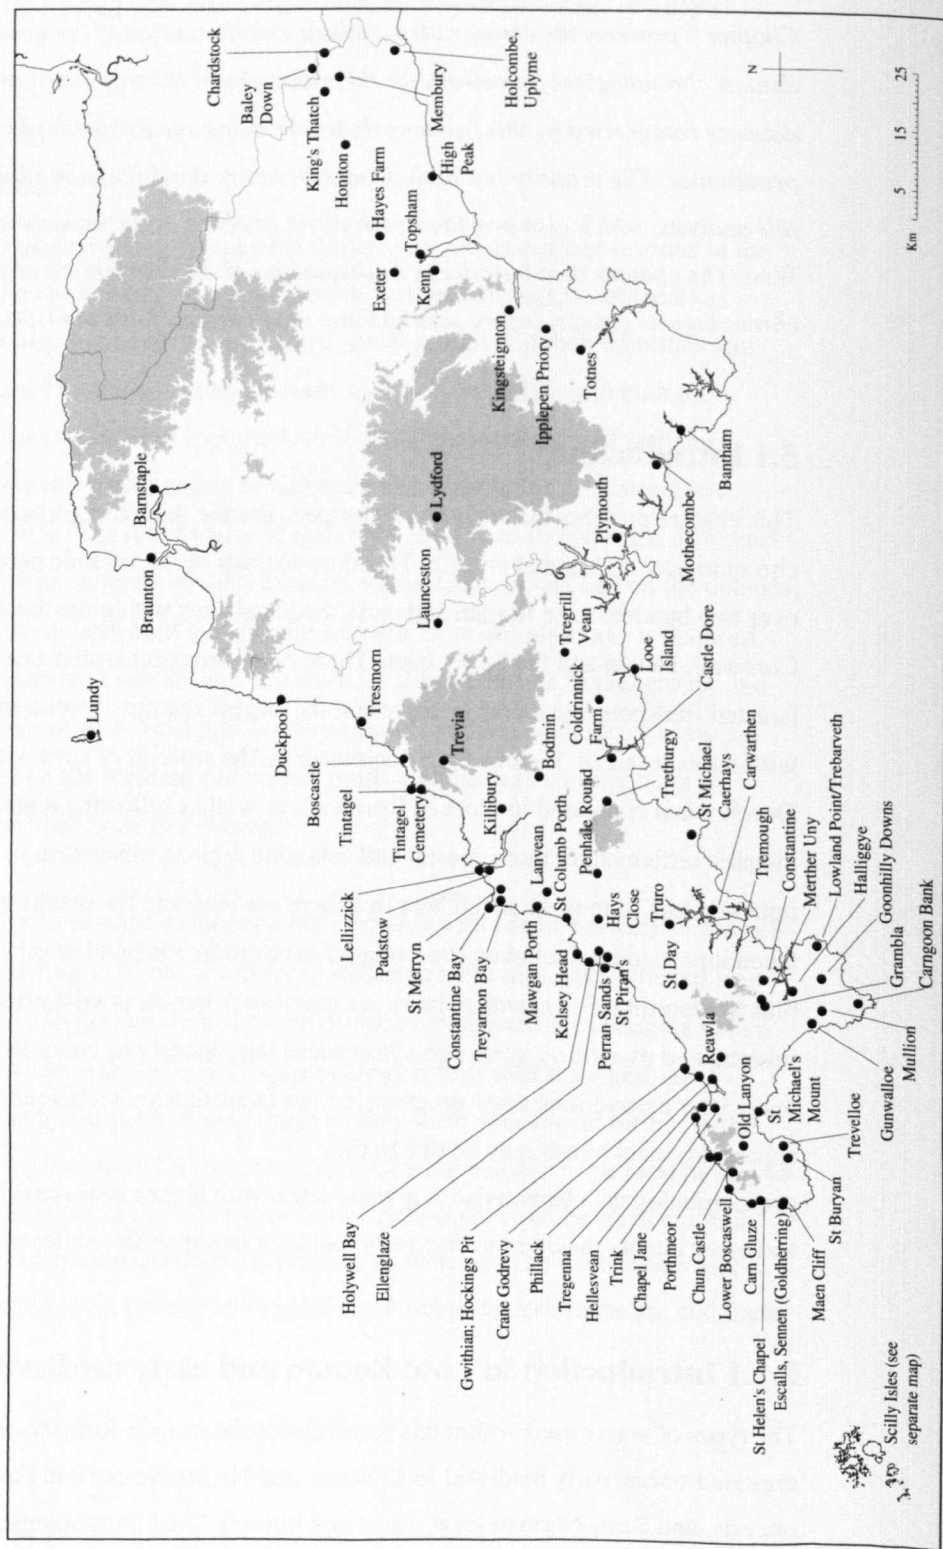 Lundy
Braunton
Barnstaple
Chardstock
Baley
Down
King's Thatch
Honiton
Hayes Farm
Topsham
Exeter
Kenn
Membury
High
Peak
Holcombe
Uplyme
N
Km
5
15
25
Kingsteignton
Ipplepen Priory
Totnes
Bantham
Mothecombe
Plymouth
Lydford
Launceston
Tregrill
Vean
Looe
Island
Castle Dore
Coldrinnick
Farm
Bodmin
Trevia
Tresmorn
Duckpool
Boscastle
Tintagel
Tintagel
Cemetery
Killibury
Lanvean
St Columb Porth
Penhale Round
Trethurgy
St Michael
Caerhays
Carwarthen
Lellizzick
Padstow
St Merryn
Constantine Bay
Treyarnon Bay
Mawgan Porth
Kelsey Head
Hays
Close
Truro
Perran Sands
St Piran's
St Day
Tremough
Constantine
Merther Uny
Lowland Point/Trebarveth
Halliggye
Goonhilly Downs
Grambla
Carngoon Bank
Mullion
Gunwalloe
Trevelloe
St
Michael's
Mount
Reawla
Old Lanyon
St Buryan
Holywell Bay
Ellenglaze
Gwithian; Hockings Pit
Crane Godrevy
Phillack
Tregenna
Hellesvean
Trink
Chapel Jane
Porthmeor
Chun Castle
Lower Boscaswell
Carn Gluze
St Helen's Chapel
Escalls, Sennen (Goldherring)
Maen Cliff
Scilly Isles (see
separate map)